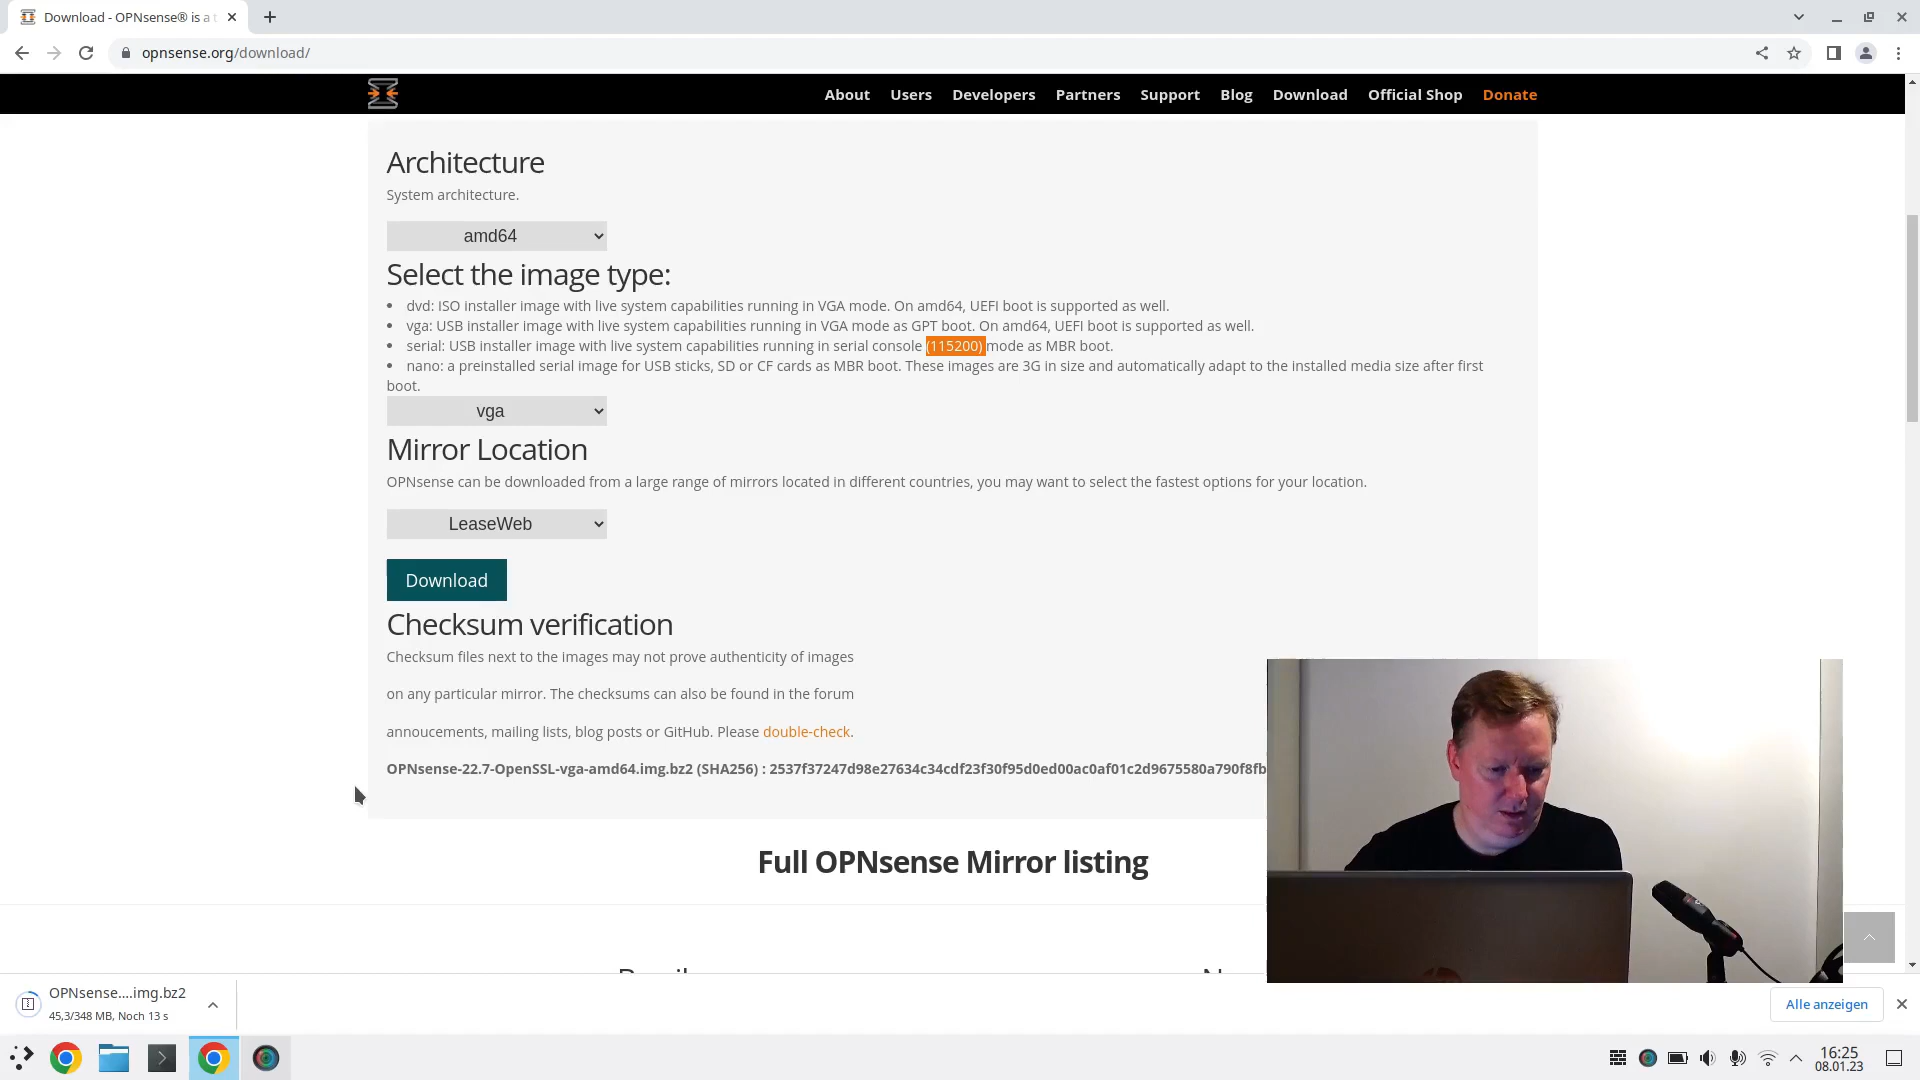 Download - OPNsense® is a t
opnsense.org/download/
About Users Developers Partners Support Blog Download Official Shop Donate
Architecture
System architecture.
amd64
Select the image type:
• dvd: ISO installer image with live system capabilities running in VGA mode. On amd64, UEFI boot is supported as well.
• vga: USB installer image with live system capabilities running in VGA mode as GPT boot. On amd64, UEFI boot is supported as well.
• serial: USB installer image with live system capabilities running in serial console (115200) mode as MBR boot.
• nano: a preinstalled serial image for USB sticks, SD or CF cards as MBR boot. These images are 3G in size and automatically adapt to the installed media size after first
boot.
vga
Mirror Location
OPNsense can be downloaded from a large range of mirrors located in different countries, you may want to select the fastest options for your location.
LeaseWeb
Download
Checksum verification
Checksum files next to the images may not prove authenticity of images
on any particular mirror. The checksums can also be found in the forum
annoucements, mailing lists, blog posts or GitHub. Please double-check.
OPNsense-22.7-OpenSSL-vga-amd64.img.bz2 (SHA256) : 2537f37247d98e27634c34cdf23f30f95d0ed00ac0af01c2d9675580a790f8fb
Full OPNsense Mirror listing
OPNsense....img.bz2
45,3/348 MB, Noch 13 s
Alle anzeigen
16:25
08.01.23